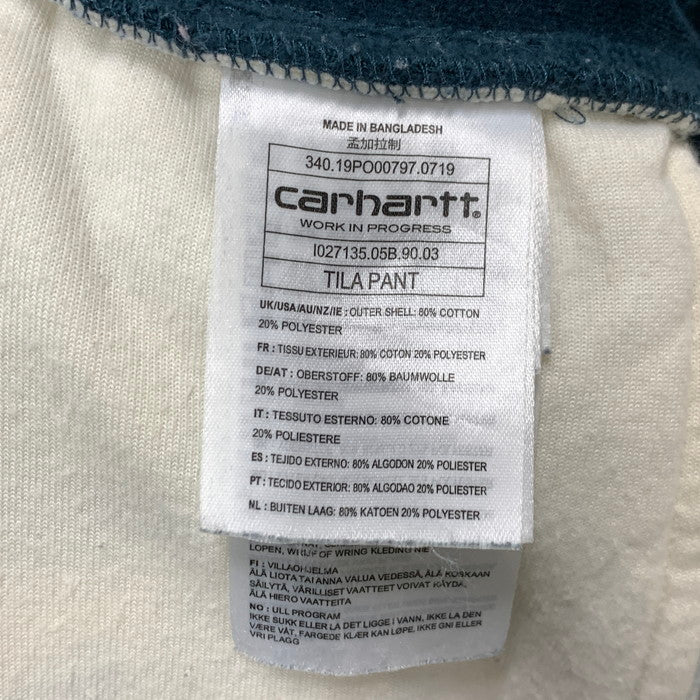 MADE IN BANGLADESH
孟加拉制
340.19PO00797.0719
carhartt.
WORK IN PROGRESS
I027135.05B.90.03
TILA PANT
UK/USA/AU/NZ/IE : OUTER SHELL: 80% COTTON
20% POLYESTER
FR : TISSU EXTERIEUR: 80% COTON 20% POLYESTER
DE/AT : OBERSTOFF: 80% BAUMWOLLE
20% POLYESTER
IT : TESSUTO ESTERNO: 80% COTONE
20% POLIESTERE
ES : TEJIDO EXTERNO: 80% ALGODON 20% POLIESTER
PT : TECIDO EXTERIOR: 80% ALGODAO 20% POLIESTER
NL : BUITEN LAAG: 80% KATOEN 20% POLYESTER
LOPEN, WRIJF OF WRING KLEDING NIE
FI : VILLAOHJELMA
ÄLÄ LIOTA TAI ANNA VALUA VEDESSÄ, ÄLÄ KOSKAAN
SÄILYTÄ, VÄRILLISET VAATTEET VOIVAT KÄYDÄ,
ÄLÄ HIERO VAATTEITA
NO : ULL PROGRAM
IKKE SUKK ELLER LA DET LIGGE I VANN, IKKE LA DEN
VÆRE VÅT, FARGEDE KLÆR KAN LØPE, IKKE GNI ELLER
VRI PLAGG